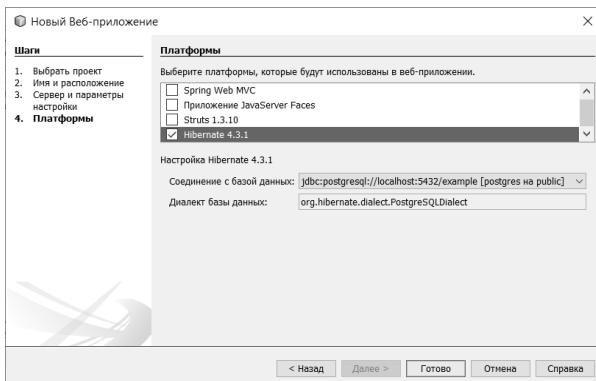 Новый Веб-приложение
Шаги
1. Выбрать проект
2. Имя и расположение
3. Сервер и параметры
настройки
4. Платформы
Платформы
Выберите платформы, которые будут использованы в веб-приложении.
Spring Web MVC
Приложение JavaServer Faces
Struts 1.3.10
Hibernate 4.3.1
Настройка Hibernate 4.3.1
Соединение с базой данных: jdbc:postgresql://localhost:5432/example [postgres на public]
Диалект базы данных: org.hibernate.dialect.PostgreSQLDialect
< Назад Далее > Готово Отмена Справка